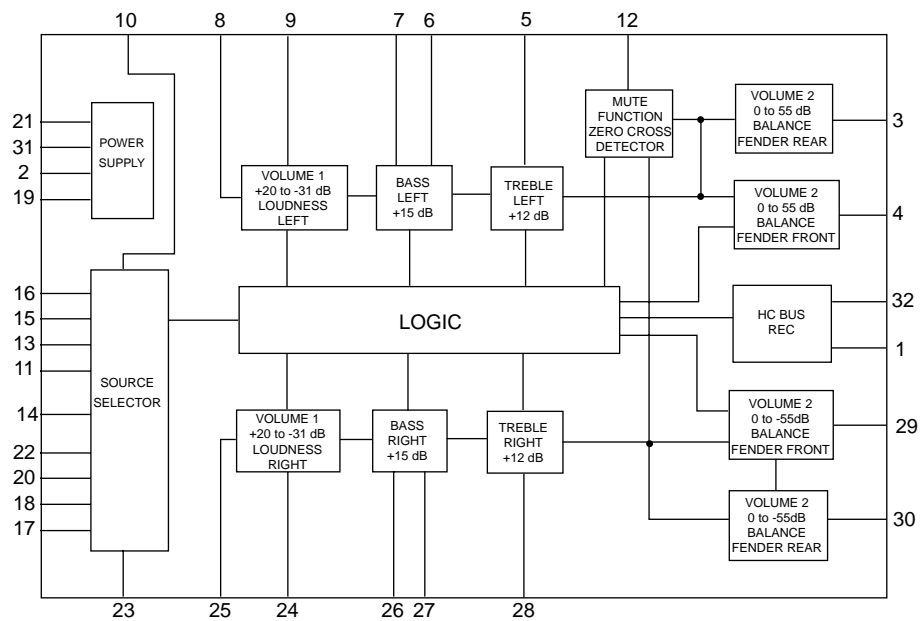 10
8
9
7
6
5
12
21
31
2
19
POWER
SUPPLY
MUTE
FUNCTION
ZERO CROSS
DETECTOR
VOLUME 2
0 to 55 dB
BALANCE
FENDER REAR
3
VOLUME 1
+20 to -31 dB
LOUDNESS
LEFT
BASS
LEFT
+15 dB
TREBLE
LEFT
+12 dB
VOLUME 2
0 to 55 dB
BALANCE
FENDER FRONT
4
16
15
13
11
14
22
20
18
17
SOURCE
SELECTOR
LOGIC
HC BUS
REC
32
1
VOLUME 1
+20 to -31 dB
LOUDNESS
RIGHT
BASS
RIGHT
+15 dB
TREBLE
RIGHT
+12 dB
VOLUME 2
0 to -55dB
BALANCE
FENDER FRONT
29
VOLUME 2
0 to -55dB
BALANCE
FENDER REAR
30
23
25
24
26
27
28